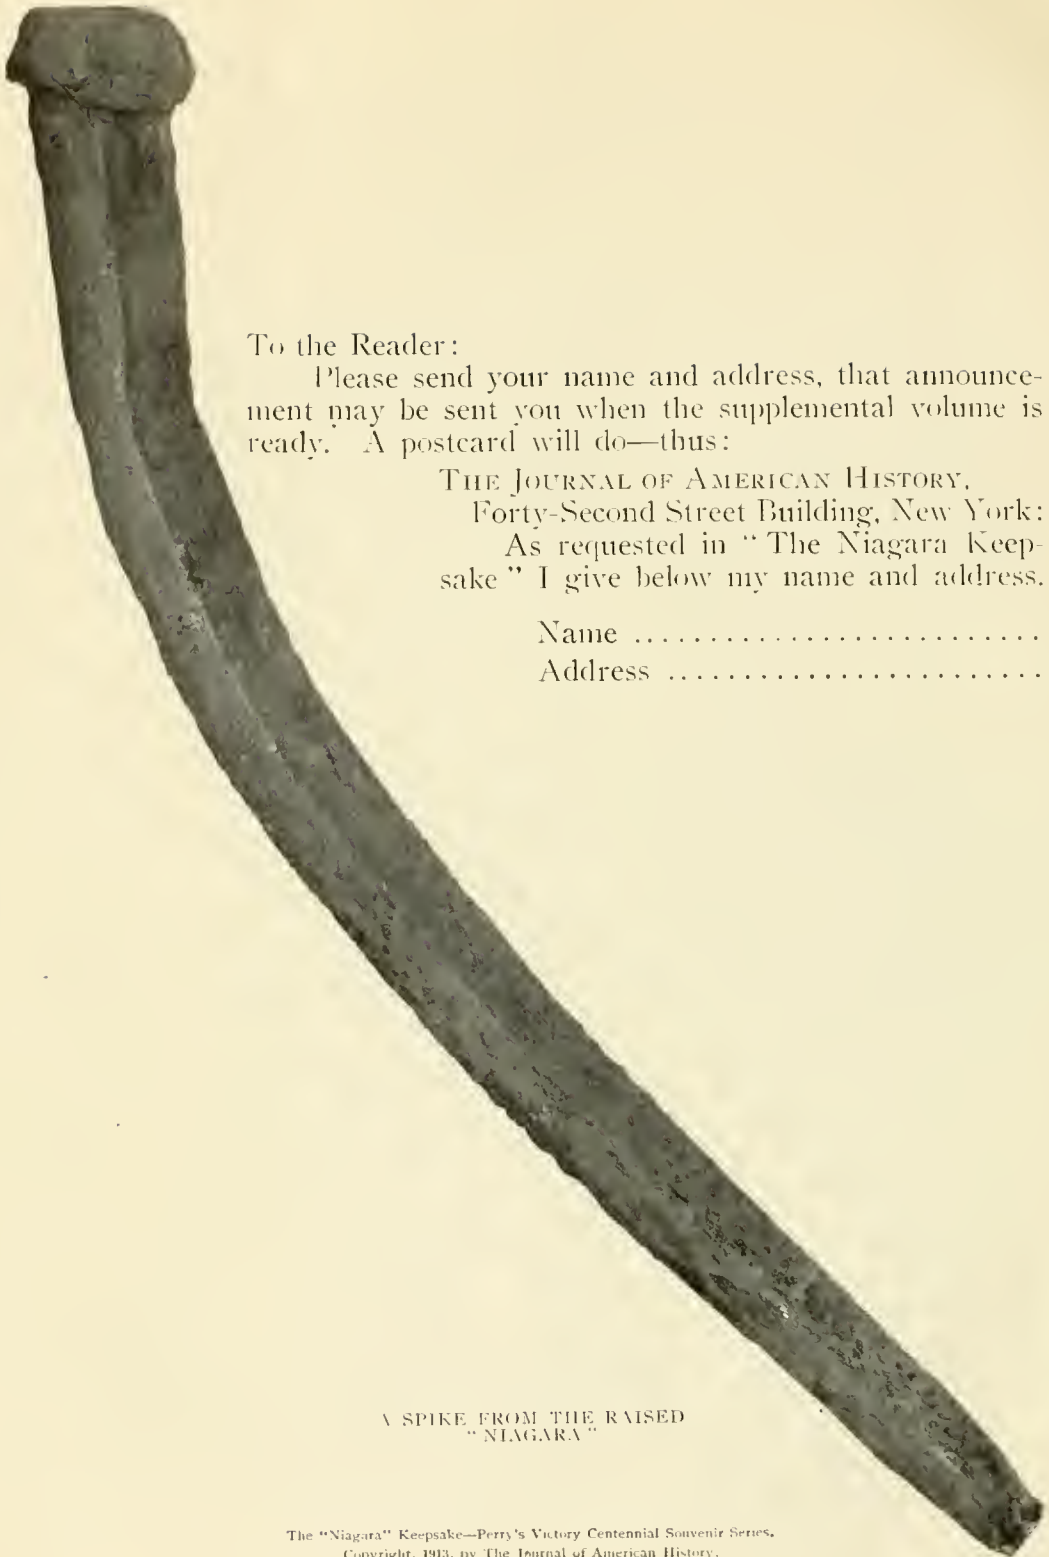 To the Reader:
Please send your name and address, that announce-
ment may be sent you when the supplemental volume is
ready. A postcard will do—thus:
THE JOURNAL OF AMERICAN HISTORY,
Forty-Second Street Building, New York:
As requested in "The Niagara Keep-
sake" I give below my name and address.
Name ..........................
Address ........................
A SPIKE FROM THE RAISED
"NIAGARA"
The "Niagara" Keepsake—Perry's Victory Centennial Souvenir Series.
Copyright, 1913, by The Journal of American History.